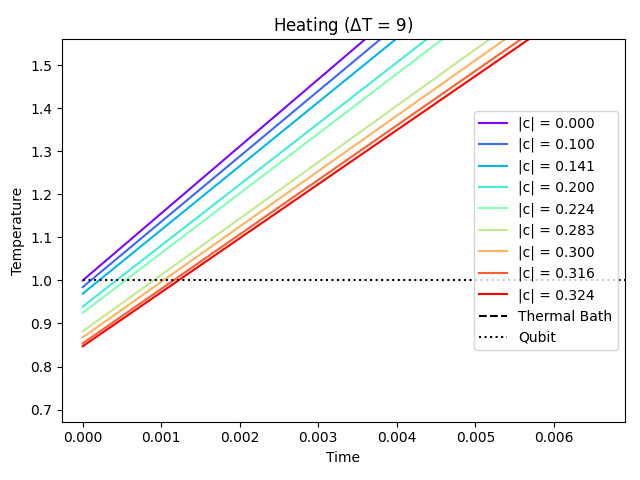 Heating (ΔT = 9)
Temperature
1.5
1.4
1.3
1.2
1.1
1.0
0.9
0.8
0.7
|c| = 0.000
|c| = 0.100
|c| = 0.141
|c| = 0.200
|c| = 0.224
|c| = 0.283
|c| = 0.300
|c| = 0.316
|c| = 0.324
Thermal Bath
Qubit
0.000 0.001 0.002 0.003 0.004 0.005 0.006
Time